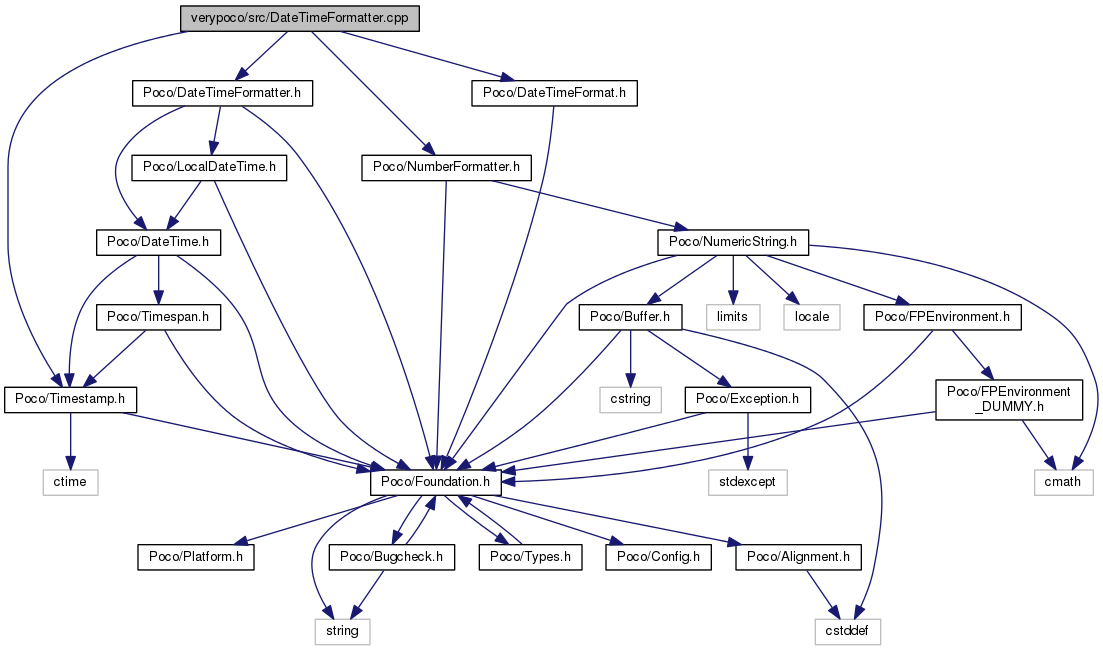 verypoco/src/DateTimeFormatter.cpp
Poco/DateTimeFormatter.h
Poco/DateTimeFormat.h
Poco/LocalDateTime.h
Poco/NumberFormatter.h
Poco/DateTime.h
Poco/NumericString.h
Poco/Timespan.h
Poco/Buffer.h
limits
locale
Poco/FPEnvironment.h
Poco/Timestamp.h
cstring
Poco/Exception.h
Poco/FPEnvironment
_DUMMY.h
ctime
Poco/Foundation.h
stdexcept
cmath
Poco/Platform.h
Poco/Bugcheck.h
Poco/Types.h
Poco/Config.h
Poco/Alignment.h
string
cstddef